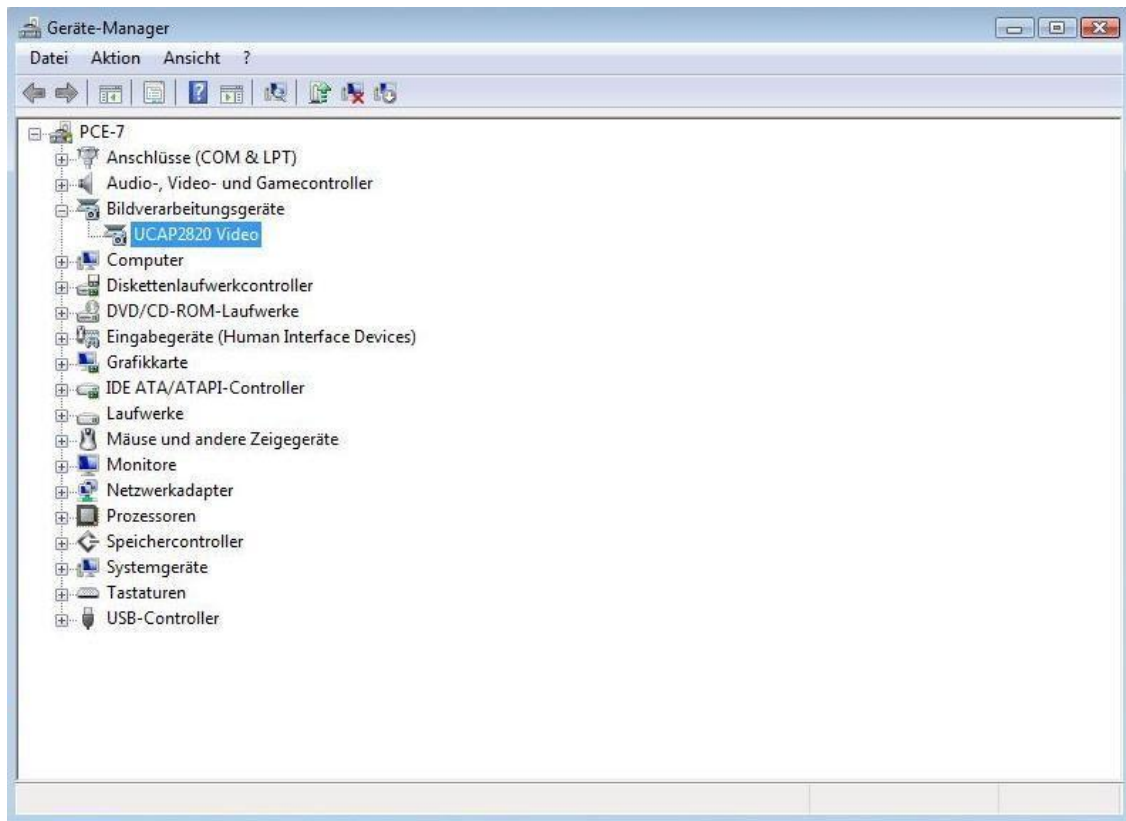 Geräte-Manager
Datei Aktion Ansicht ?
PCE-7
Anschlüsse (COM & LPT)
Audio-, Video- und Gamecontroller
Bildverarbeitungsgeräte
UCAP2820 Video
Computer
Diskettenlaufwerkcontroller
DVD/CD-ROM-Laufwerke
Eingabegeräte (Human Interface Devices)
Grafikkarte
IDE ATA/ATAPI-Controller
Laufwerke
Mäuse und andere Zeigegeräte
Monitore
Netzwerkadapter
Prozessoren
Speichercontroller
Systemgeräte
Tastaturen
USB-Controller